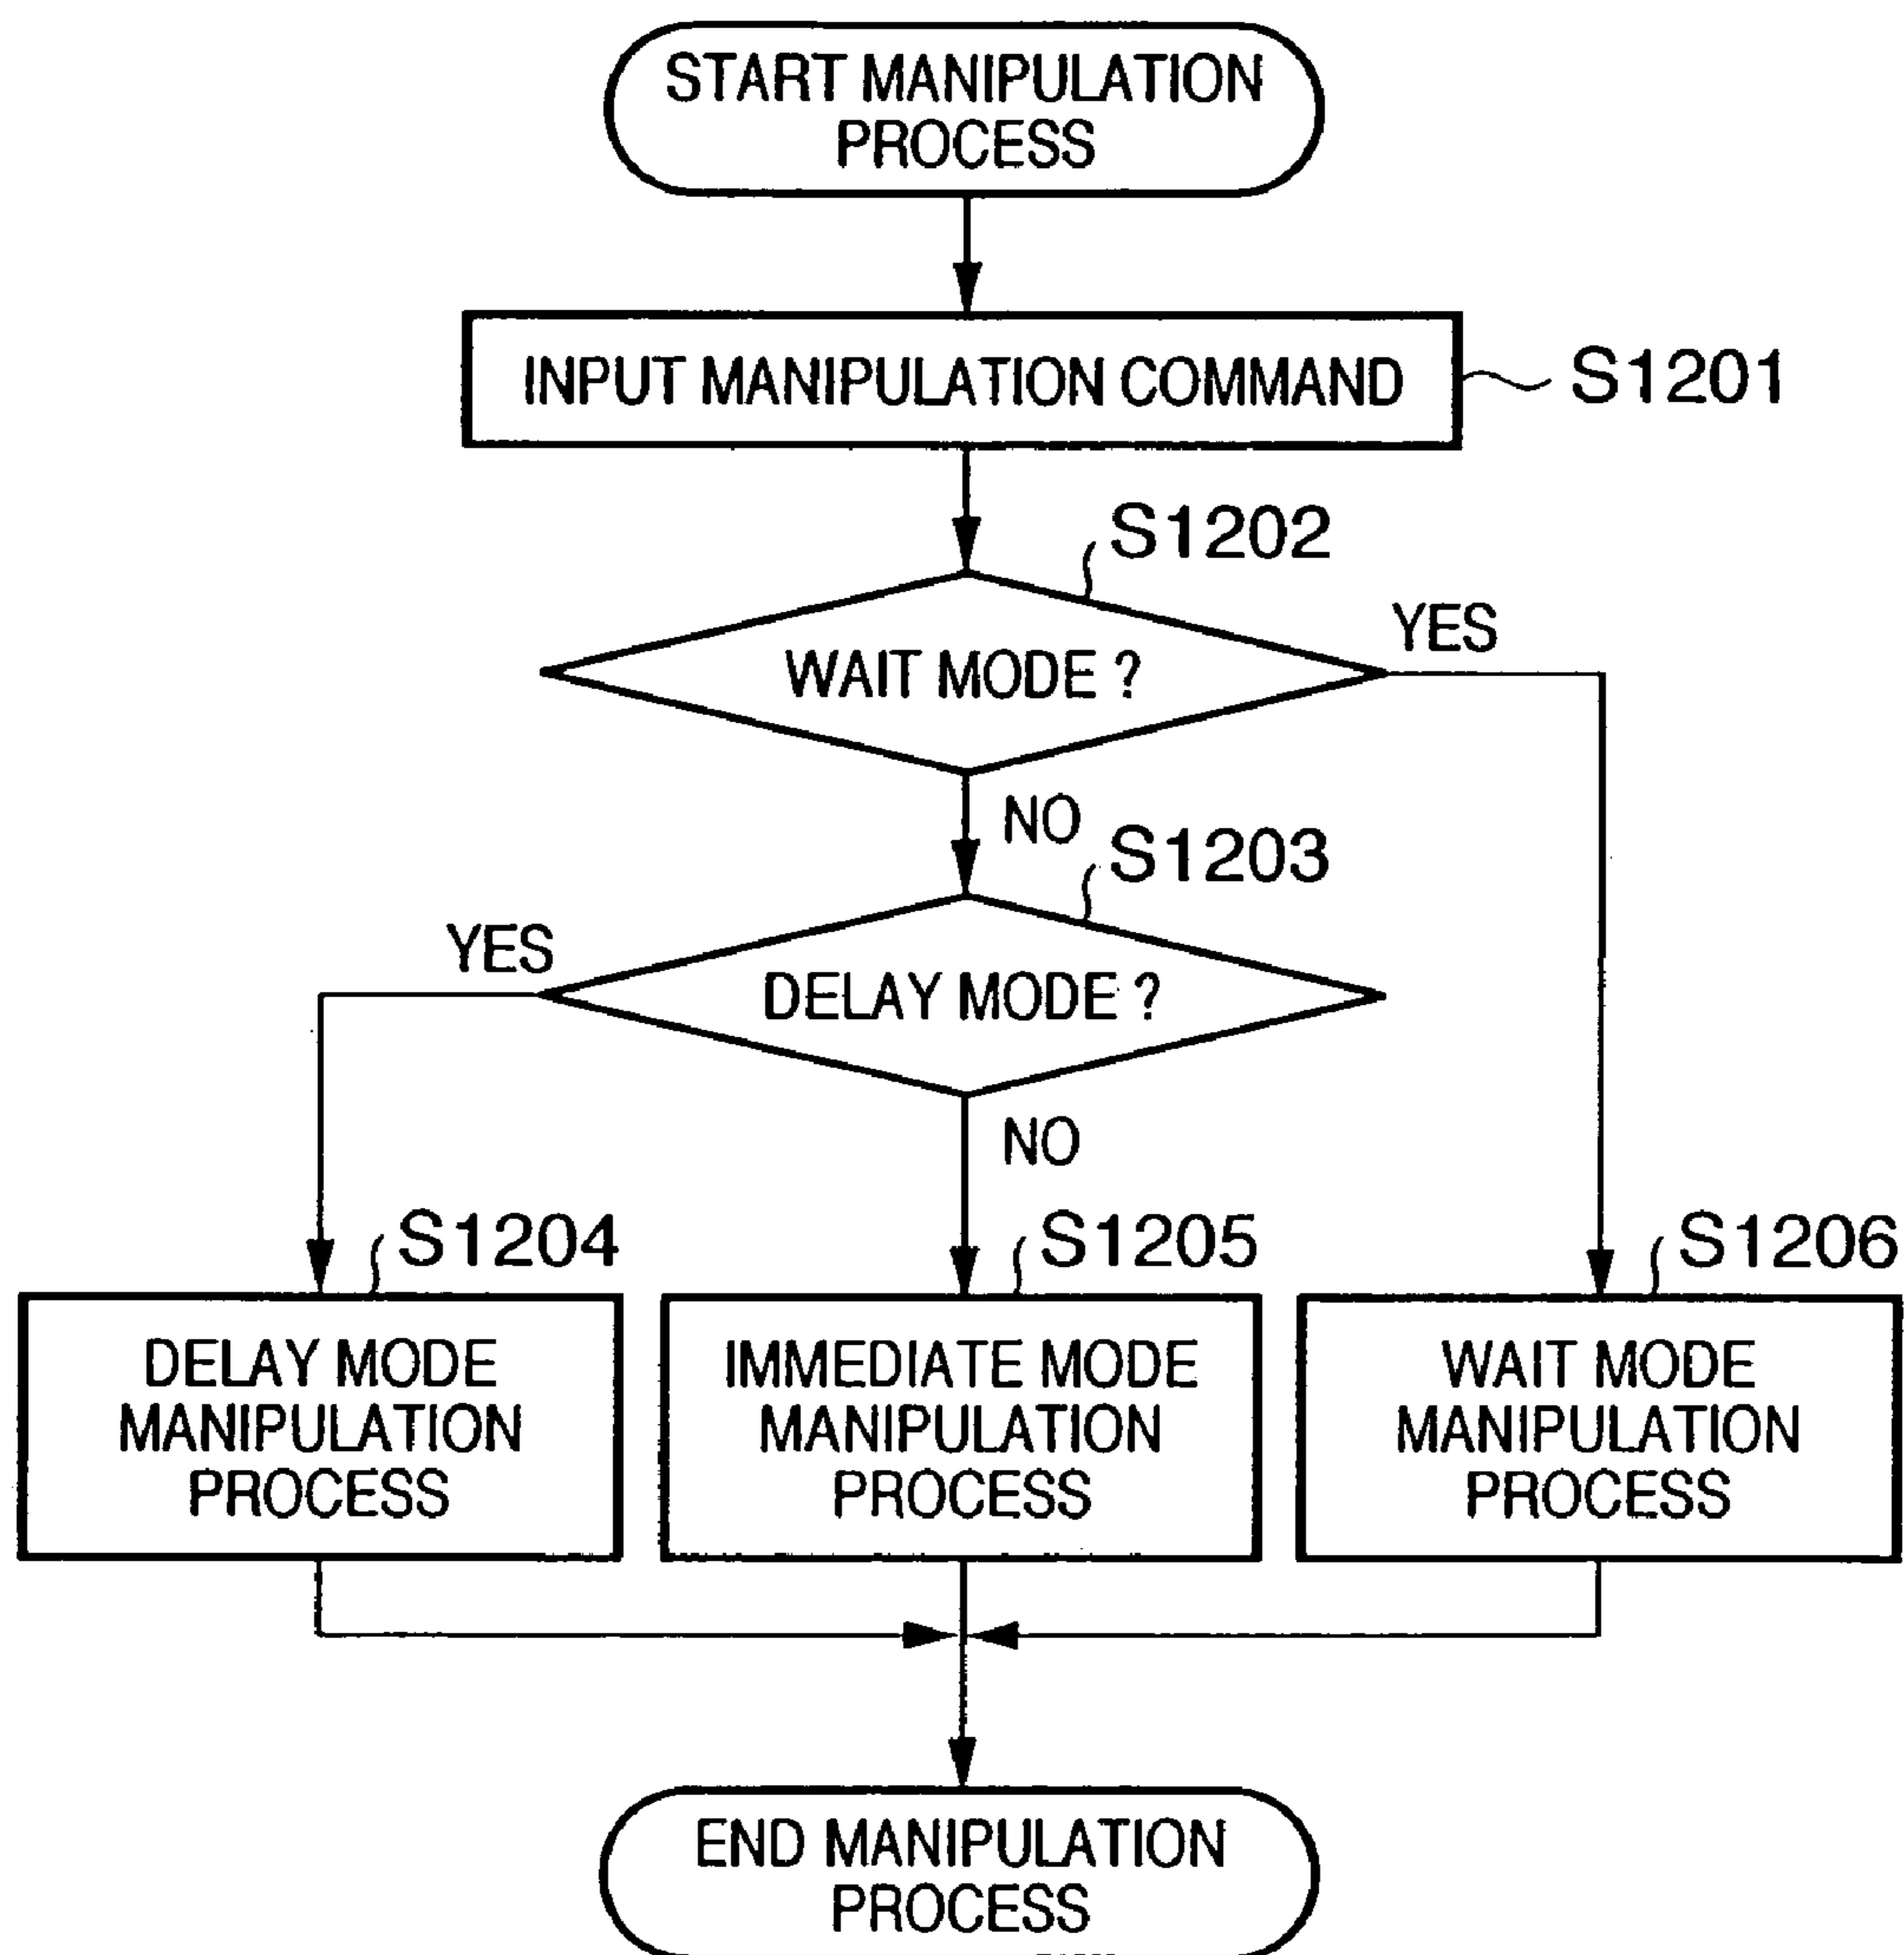 START MANIPULATION
PROCESS
INPUT MANIPULATION COMMAND
S1201
S1202
WAIT MODE ?
YES
NO
S1203
YES
DELAY MODE ?
NO
S1204
S1205
S1206
DELAY MODE
MANIPULATION
PROCESS
IMMEDIATE MODE
MANIPULATION
PROCESS
WAIT MODE
MANIPULATION
PROCESS
END MANIPULATION
PROCESS